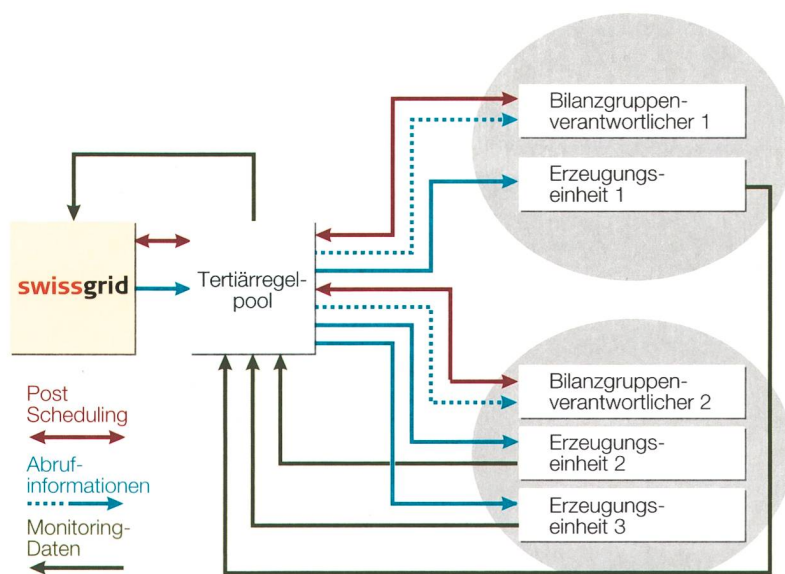 Bilanzgruppen-
verantwortlicher 1
Erzeugungs-
einheit 1
swissgrid
Tertiärregel-
pool
Bilanzgruppen-
verantwortlicher 2
Erzeugungs-
einheit 2
Erzeugungs-
einheit 3
Post
Scheduling
Abruf-
informationen
Monitoring-
Daten